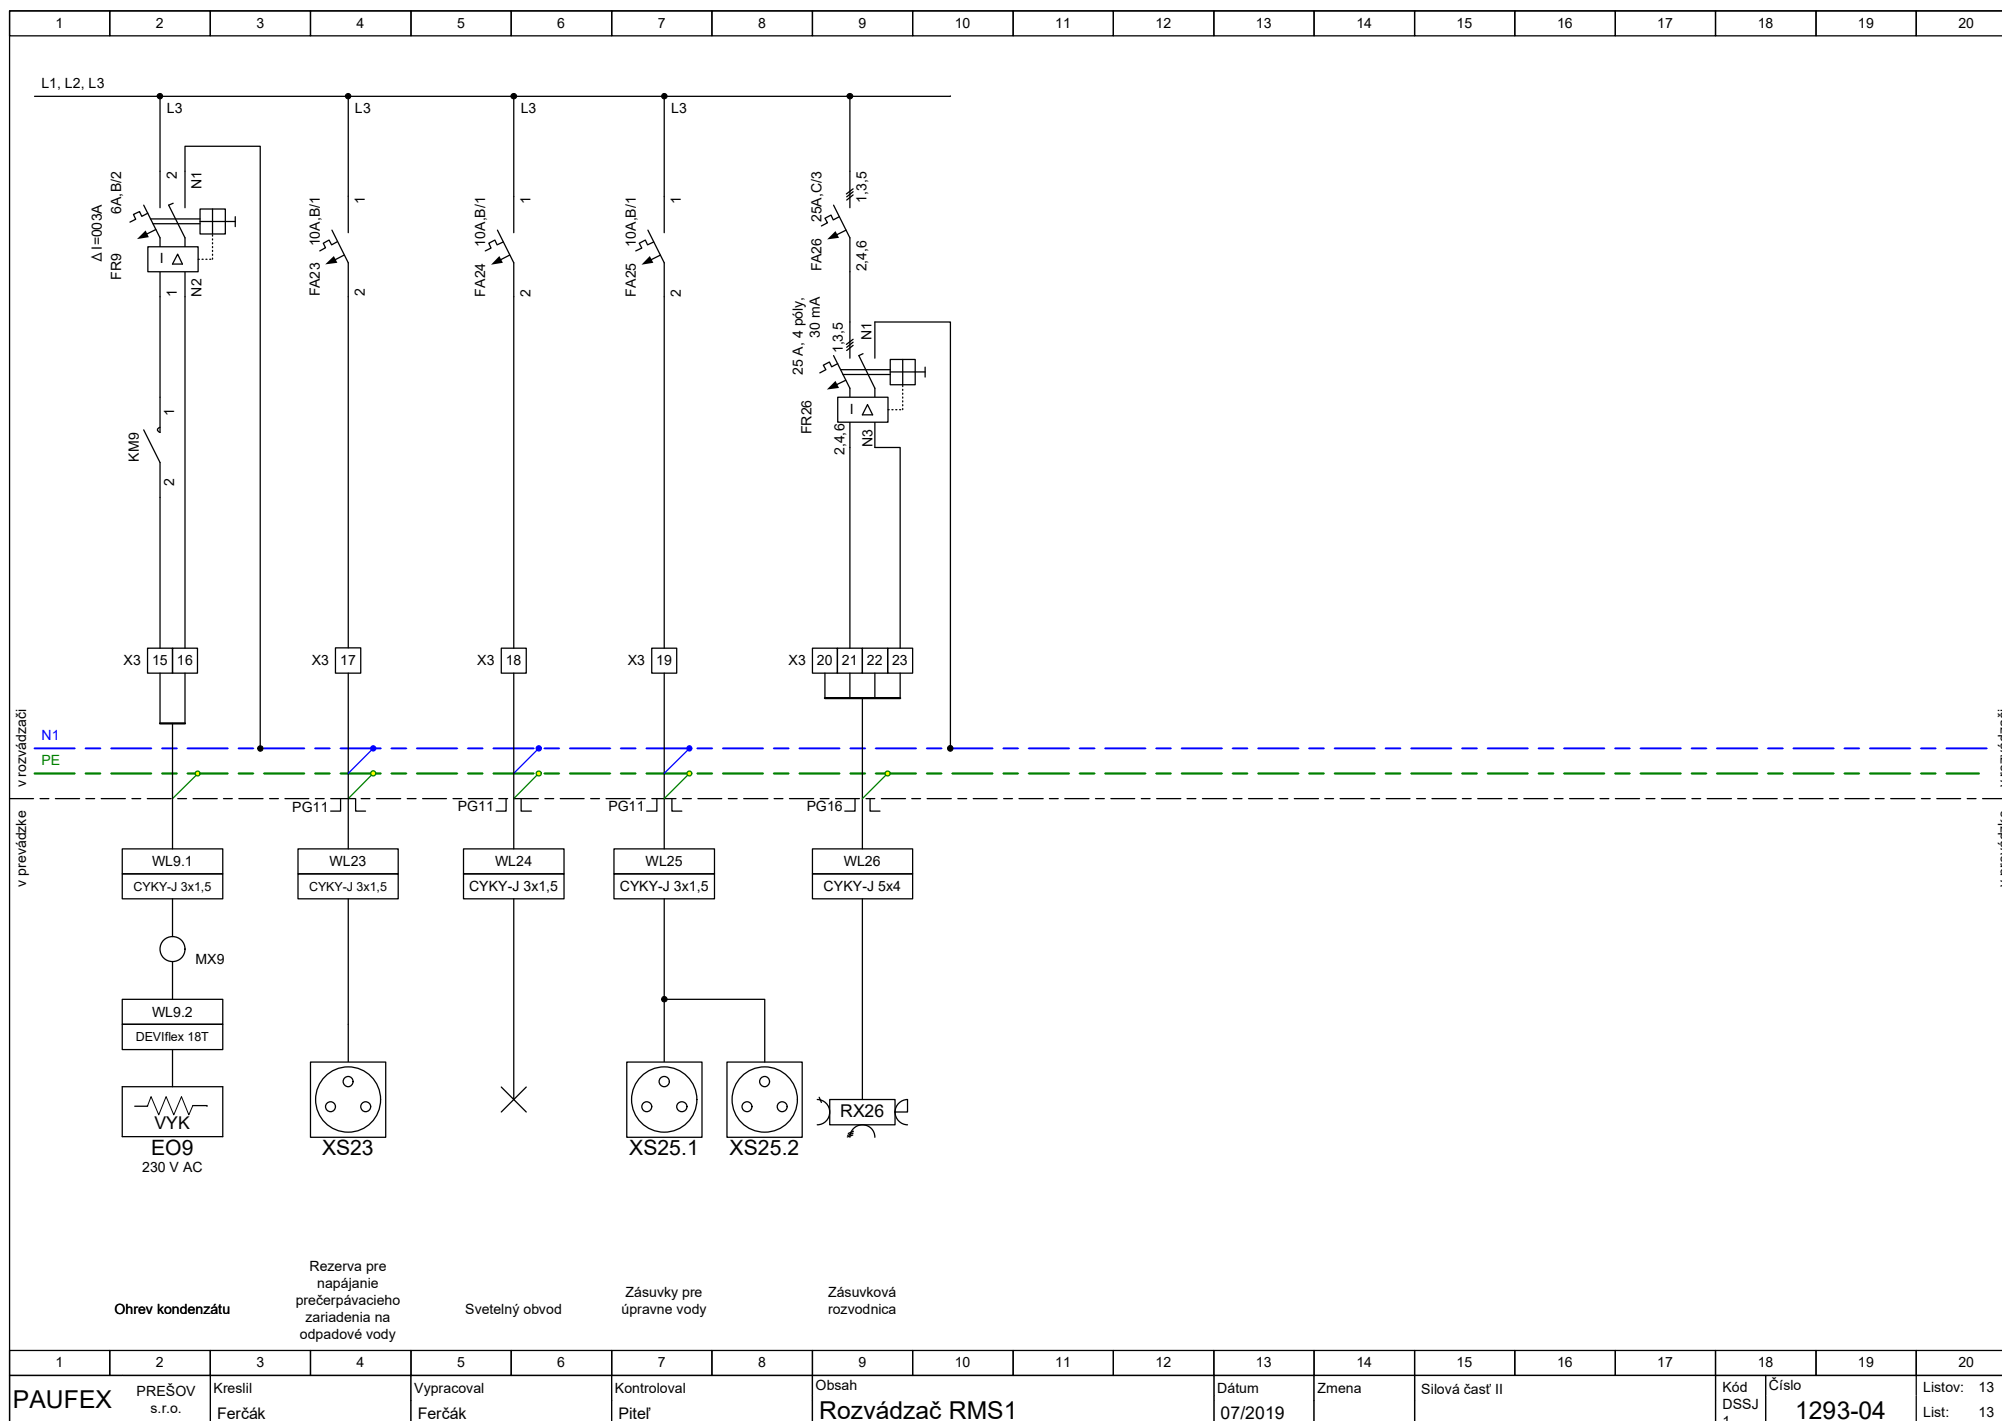 1 2 3 4 5 6 7 8 9 10 11 12 13 14 15 16 17 18 19 20
L1, L2, L3
L3 L3 L3 L3
6A,B/2
Δ I=003A
FR9
2 N1
I Δ
1 N2
10A,B/1
FA23
1
2
10A,B/1
FA24
1
2
10A,B/1
FA25
1
2
25A,C/3
FA26
1,3,5
2,4,6
25 A, 4 póly,
30 mA
FR26
1,3,5 N1
I Δ
2,4,6 N3
KM9
1
2
X3 15 16
X3 17
X3 18
X3 19
X3 20 21 22 23
v rozvádzači
N1
PE
PG11 PG11 PG11 PG16
v prevádzke
WL9.1 WL23 WL24 WL25 WL26
CYKY-J 3x1,5 CYKY-J 3x1,5 CYKY-J 3x1,5 CYKY-J 3x1,5 CYKY-J 5x4
MX9
WL9.2
DEVIflex 18T
VYK
RX26
EO9 XS23 XS25.1 XS25.2
230 V AC
Ohrev kondenzátu
Rezerva pre
napájanie
prečerpávacieho
zariadenia na
odpadové vody
Svetelný obvod
Zásuvky pre
úpravne vody
Zásuvková
rozvodnica
1 2 3 4 5 6 7 8 9 10 11 12 13 14 15 16 17 18 19 20
PAUFEX PREŠOV
s.r.o.
Kreslil
Ferčák
Vypracoval
Ferčák
Kontroloval
Piteľ
Obsah
Rozvádzač RMS1
Dátum
07/2019
Zmena
Silová časť II
Kód
DSSJ
Číslo
1293-04
Listov: 13
List: 13